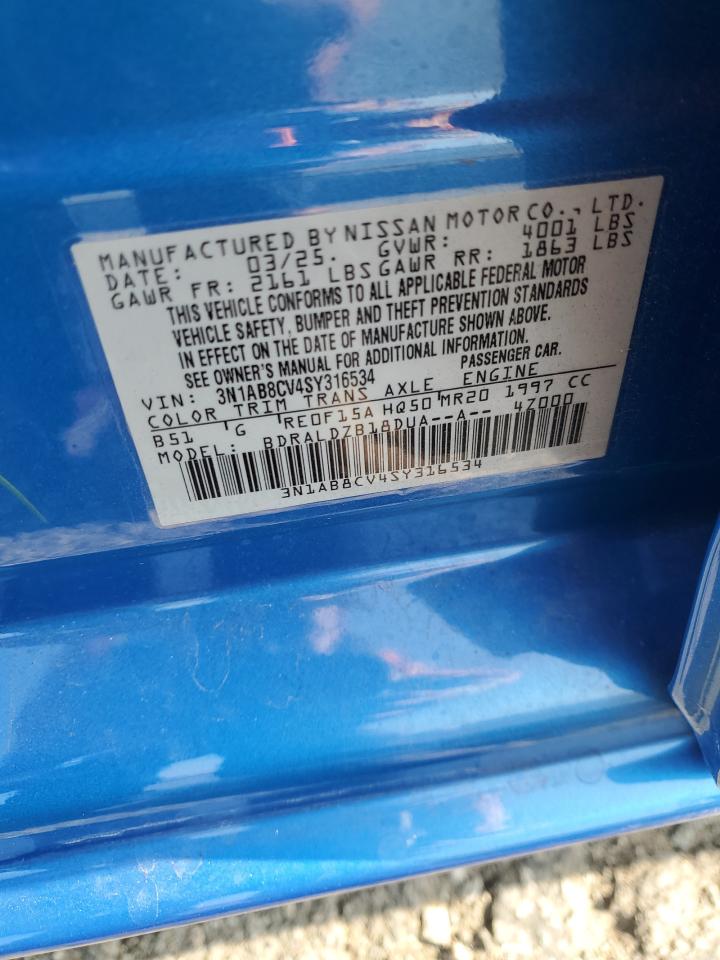 MANUFACTURED BY NISSAN MOTOR CO., LTD.
DATE: 03/25. GVWR: 4001 LBS
GAWR FR: 2161 LBS GAWR RR: 1863 LBS
THIS VEHICLE CONFORMS TO ALL APPLICABLE FEDERAL MOTOR
VEHICLE SAFETY, BUMPER AND THEFT PREVENTION STANDARDS
IN EFFECT ON THE DATE OF MANUFACTURE SHOWN ABOVE.
SEE OWNER'S MANUAL FOR ADDITIONAL INFORMATION.
VIN: 3N1AB8CV4SY316534 PASSENGER CAR.
COLOR TRIM TRANS AXLE ENGINE
B51 G RE0F15A HQ50 MR20 1997 CC
MODEL: BDRALDZB18DUA--A-- 4Z000
3N1AB8CV4SY316534